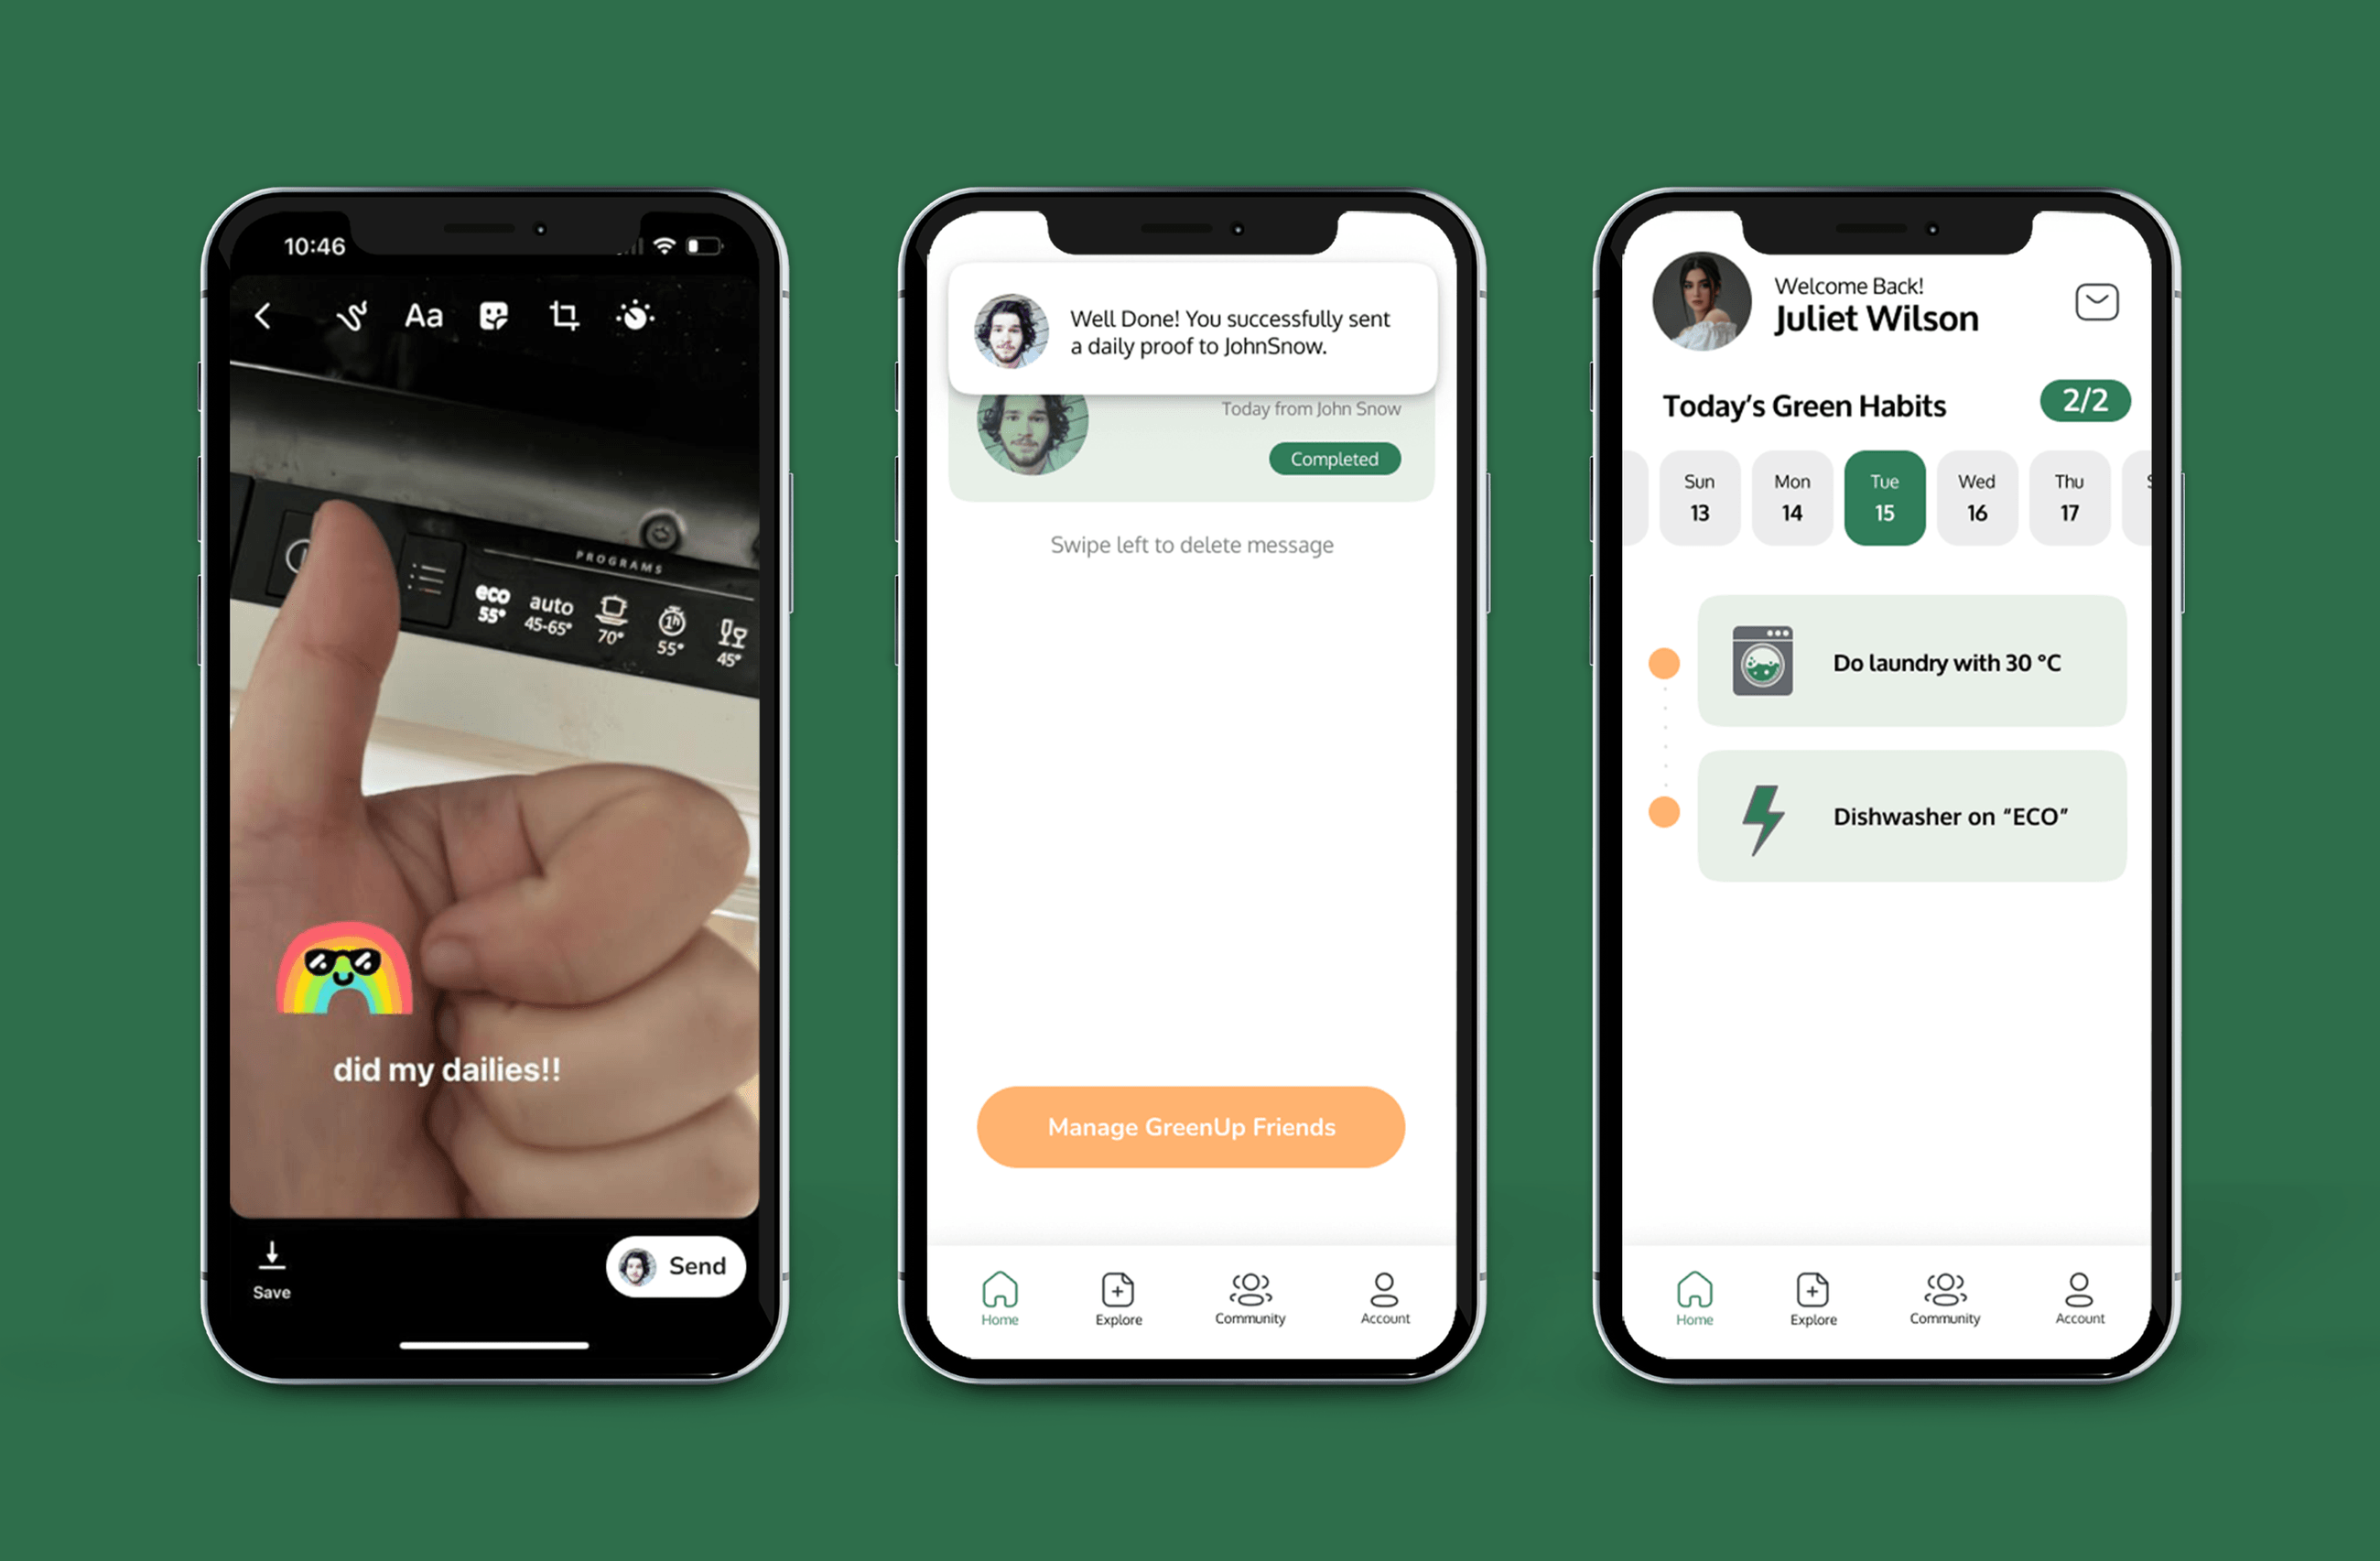 10:46
Aa
PROGRAMS
eco
55°
auto
45-65°
70°
1h
55°
45°
did my dailies!!
Save
Send
Well Done! You successfully sent
a daily proof to JohnSnow.
Today from John Snow
Completed
Swipe left to delete message
Manage GreenUp Friends
Home
Explore
Community
Account
Welcome Back!
Juliet Wilson
Today’s Green Habits
2/2
Sun
13
Mon
14
Tue
15
Wed
16
Thu
17
Do laundry with 30 °C
Dishwasher on “ECO”
Home
Explore
Community
Account